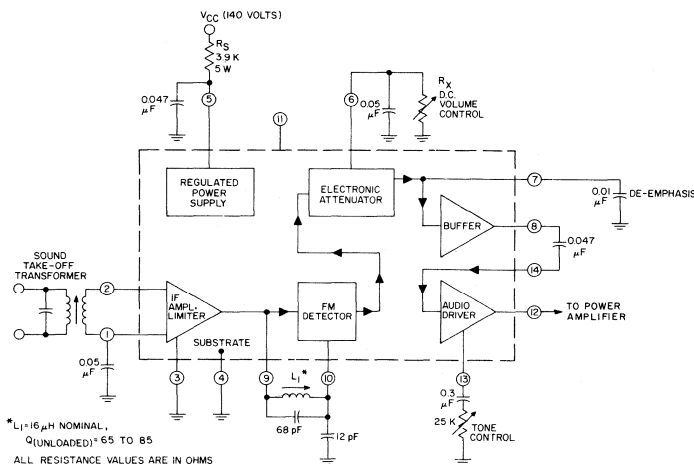 VCC (140 VOLTS)
RS
3.9 K
5 W
0.047
µF
5
11
6
0.05
µF
RX
D.C.
VOLUME
CONTROL
REGULATED
POWER
SUPPLY
ELECTRONIC
ATTENUATOR
7
0.01
µF
DE-EMPHASIS
BUFFER
8
0.047
µF
14
SOUND
TAKE-OFF
TRANSFORMER
2
1
IF
AMPL-
LIMITER
FM
DETECTOR
AUDIO
DRIVER
12
TO POWER
AMPLIFIER
0.05
µF
SUBSTRATE
3
4
9
10
13
L1*
68 pF
12 pF
0.3
µF
25 K
TONE
CONTROL
*L1=16 µH NOMINAL,
Q(UNLOADED)= 65 TO 85
ALL RESISTANCE VALUES ARE IN OHMS